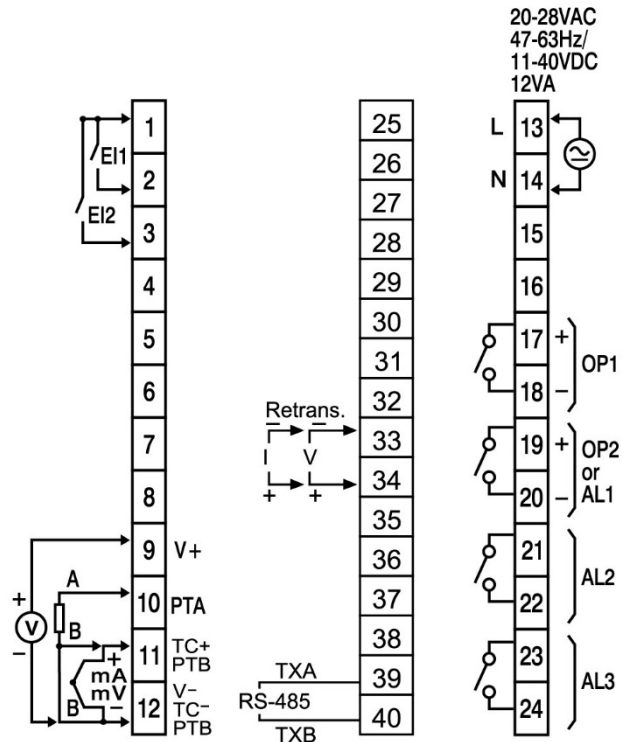 20-28VAC
47-63Hz/
11-40VDC
12VA
1
EI1
2
EI2
3
4
5
6
7
8
9 V+
+
V
−
A
10 PTA
B
11 TC+
PTB
+
mA
mV
B −
12 V−
TC−
PTB
25
26
27
28
29
30
31
32
Retrans.
− −
33
I V
34
+ +
35
36
37
38
TXA
39
RS-485
40
TXB
L 13
N 14
15
16
17 +
OP1
18 −
19 +
OP2
or
AL1
20 −
21
AL2
22
23
AL3
24